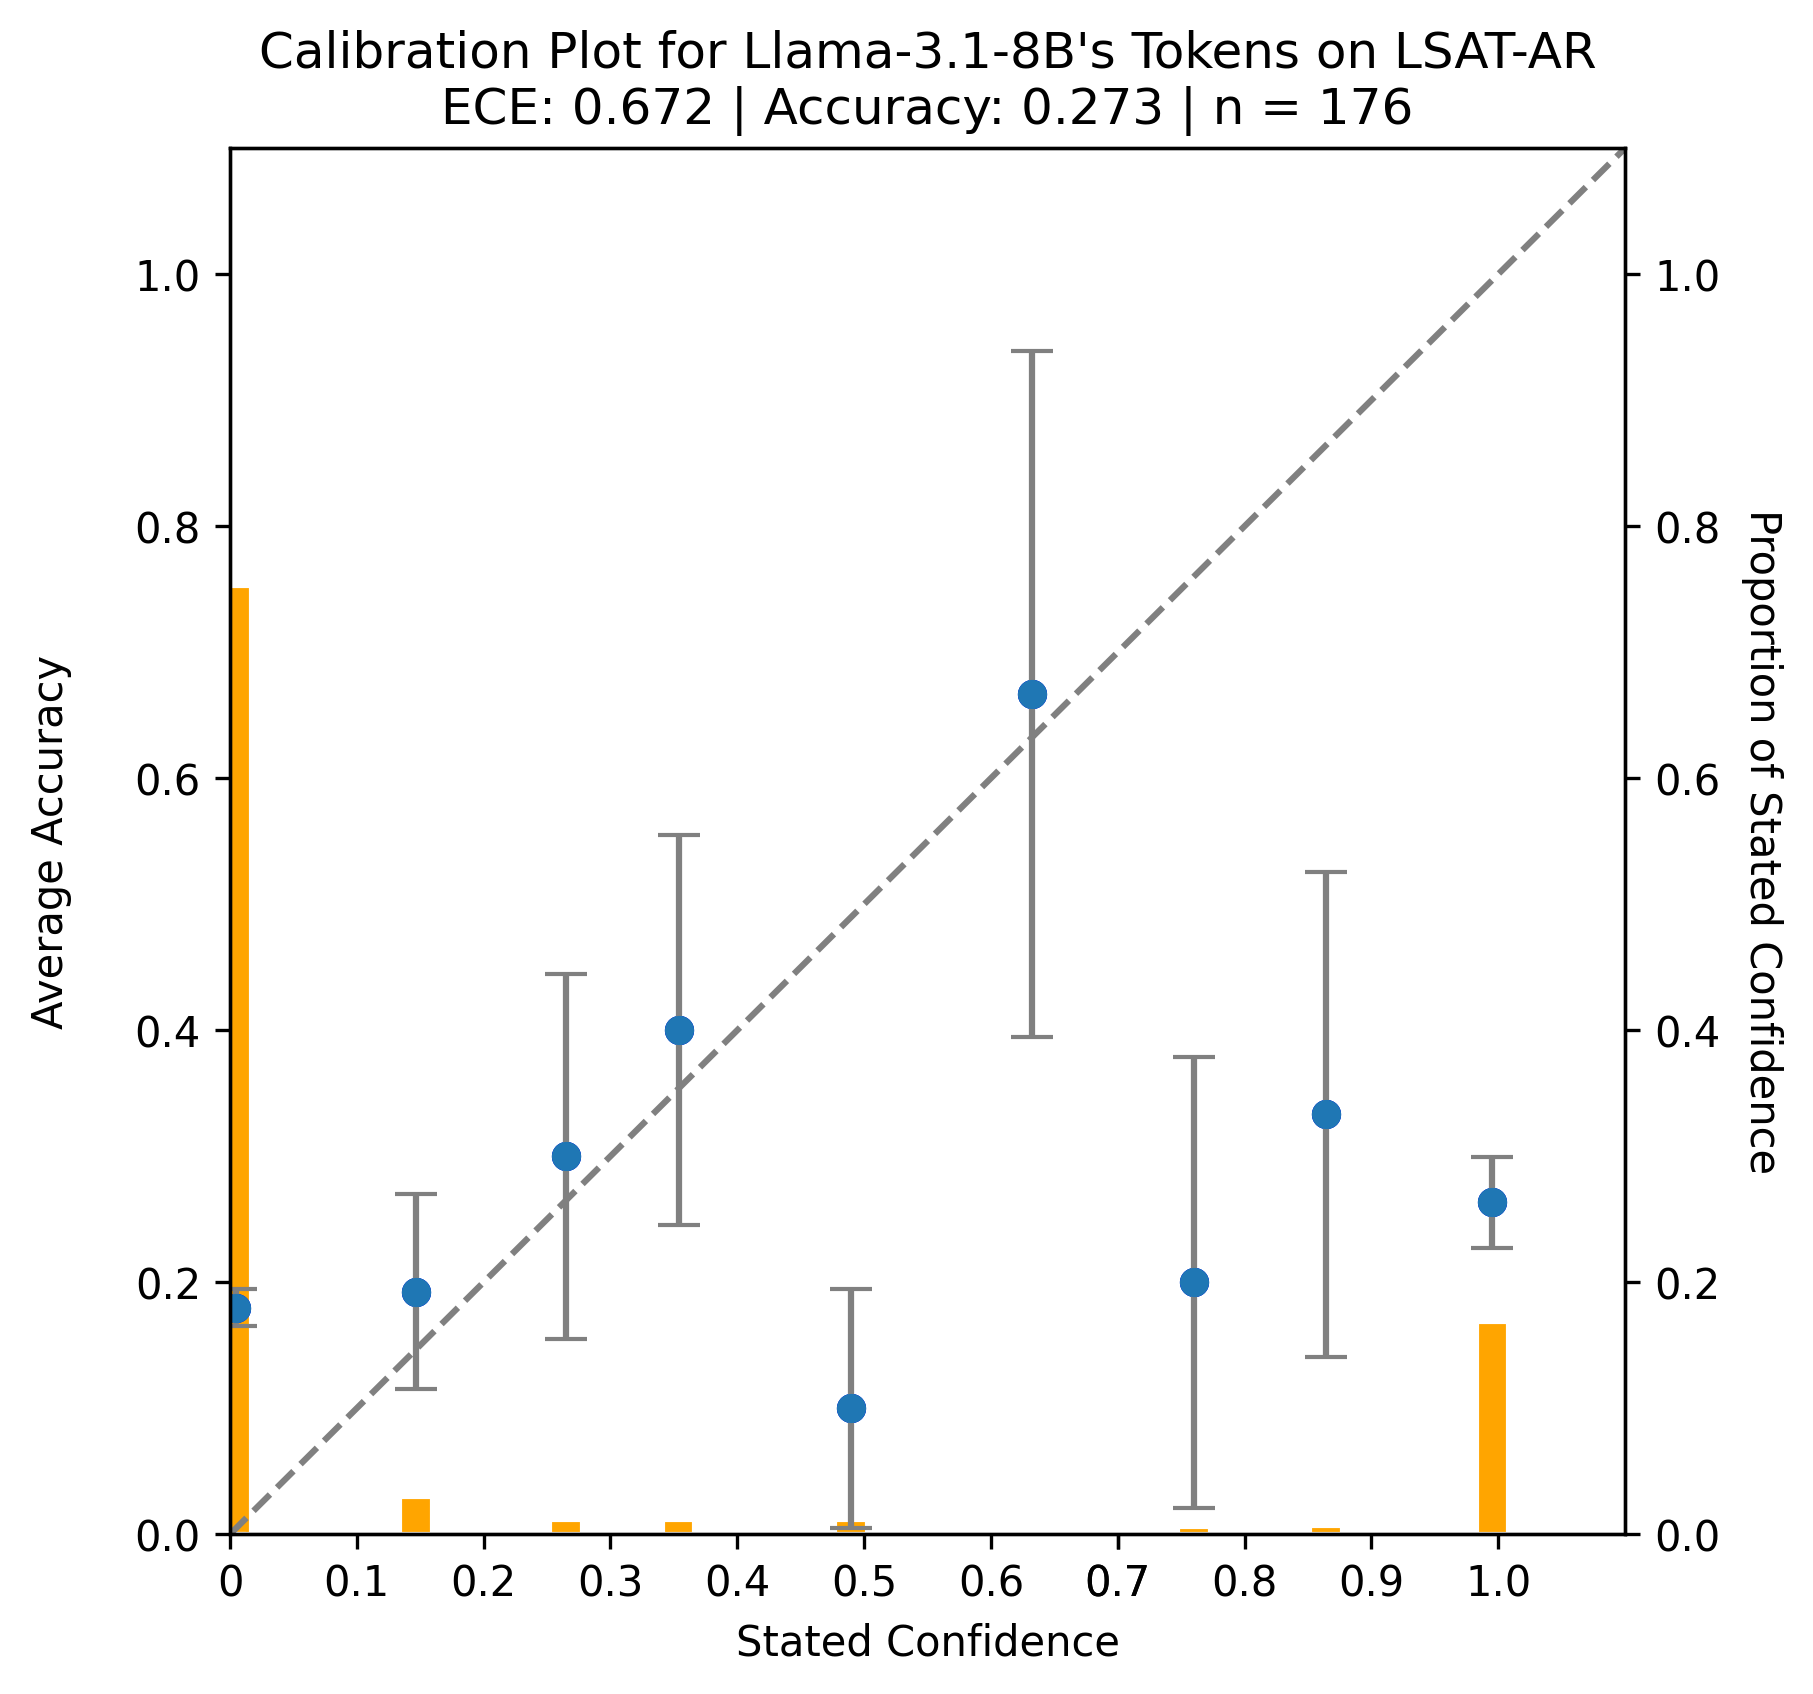 Calibration Plot for Llama-3.1-8B's Tokens on LSAT-AR
ECE: 0.672 | Accuracy: 0.273 | n = 176
Average Accuracy
1.0
0.8
0.6
0.4
0.2
0.0
0 0.1 0.2 0.3 0.4 0.5 0.6 0.7 0.8 0.9 1.0
Stated Confidence
1.0
0.8
0.6
0.4
0.2
0.0
Proportion of Stated Confidence